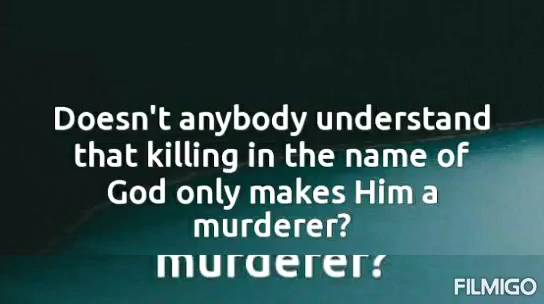 Doesn't anybody understand
that killing in the name of
God only makes Him a
murderer?
murderer?
FILMIGO